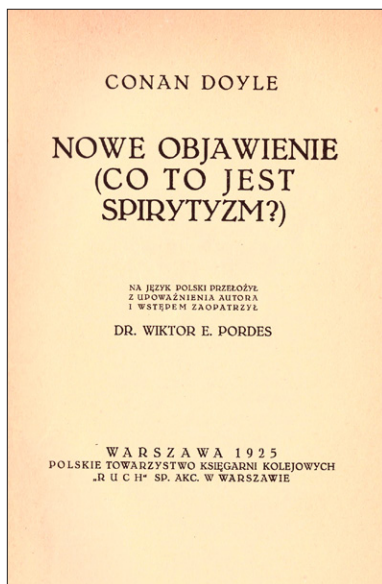 CONAN DOYLE
NOWE OBJAWIENIE
(CO TO JEST
SPIRYTYZM?)
NA JĘZYK POLSKI PRZEŁOŻYŁ
Z UPOWAŻNIENIA AUTORA
I WSTĘPEM ZAOPATRZYŁ
DR. WIKTOR E. PORDES
WARSZAWA 1925
POLSKIE TOWARZYSTWO KSIĘGARNI KOLEJOWYCH
„RUCH" SP. AKC. W WARSZAWIE